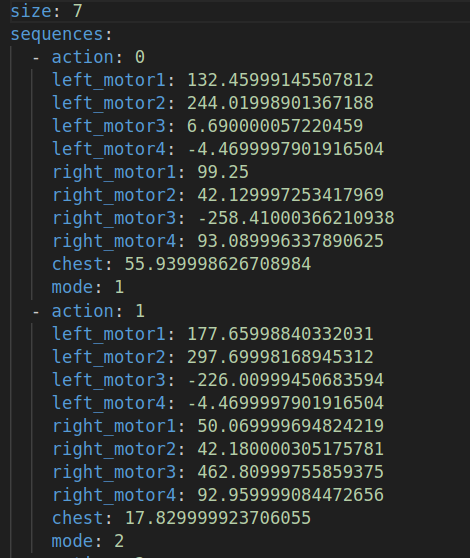 size: 7
sequences:
- action: 0
left_motor1: 132.45999145507812
left_motor2: 244.01998901367188
left_motor3: 6.690000057220459
left_motor4: -4.4699997901916504
right_motor1: 99.25
right_motor2: 42.129997253417969
right_motor3: -258.41000366210938
right_motor4: 93.089996337890625
chest: 55.939998626708984
mode: 1
- action: 1
left_motor1: 177.65998840332031
left_motor2: 297.69998168945312
left_motor3: -226.00999450683594
left_motor4: -4.4699997901916504
right_motor1: 50.069999694824219
right_motor2: 42.180000305175781
right_motor3: 462.80999755859375
right_motor4: 92.959999084472656
chest: 17.829999923706055
mode: 2